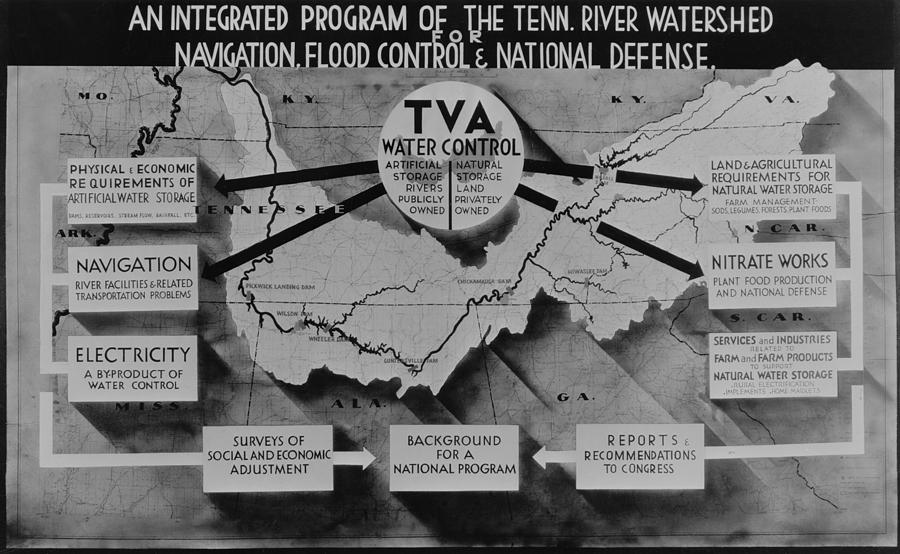 AN INTEGRATED PROGRAM OF THE TENN. RIVER WATERSHED
FOR
NAVIGATION, FLOOD CONTROL & NATIONAL DEFENSE.
MO.
KY.
KY.
VA.
TVA
WATER CONTROL
ARTIFICIAL
STORAGE
RIVERS
PUBLICLY
OWNED
NATURAL
STORAGE
LAND
PRIVATELY
OWNED
PHYSICAL & ECONOMIC
REQUIREMENTS OF
ARTIFICIAL WATER STORAGE
DAMS, RESERVOIRS, STREAM FLOW, RAINFALL, ETC.
LAND & AGRICULTURAL
REQUIREMENTS FOR
NATURAL WATER STORAGE
FARM MANAGEMENT-
SODS, LEGUMES, FORESTS, PLANT FOODS
TENNESSEE
ARK.
N. CAR.
NAVIGATION
RIVER FACILITIES & RELATED
TRANSPORTATION PROBLEMS
NITRATE WORKS
PLANT FOOD PRODUCTION
AND NATIONAL DEFENSE
HIWASSEE DAM
CHICKAMAUGA DAM
PICKWICK LANDING DAM
WILSON DAM
WHEELER DAM
GUNTERSVILLE DAM
S. CAR.
ELECTRICITY
A BY-PRODUCT OF
WATER CONTROL
SERVICES and INDUSTRIES
RELATED TO
FARM and FARM PRODUCTS
TO SUPPORT
NATURAL WATER STORAGE
-RURAL ELECTRIFICATION
-IMPLEMENTS -HOME MARKETS
MISS.
ALA.
GA.
SURVEYS OF
SOCIAL AND ECONOMIC
ADJUSTMENT
BACKGROUND
FOR A
NATIONAL PROGRAM
REPORTS &
RECOMMENDATIONS
TO CONGRESS